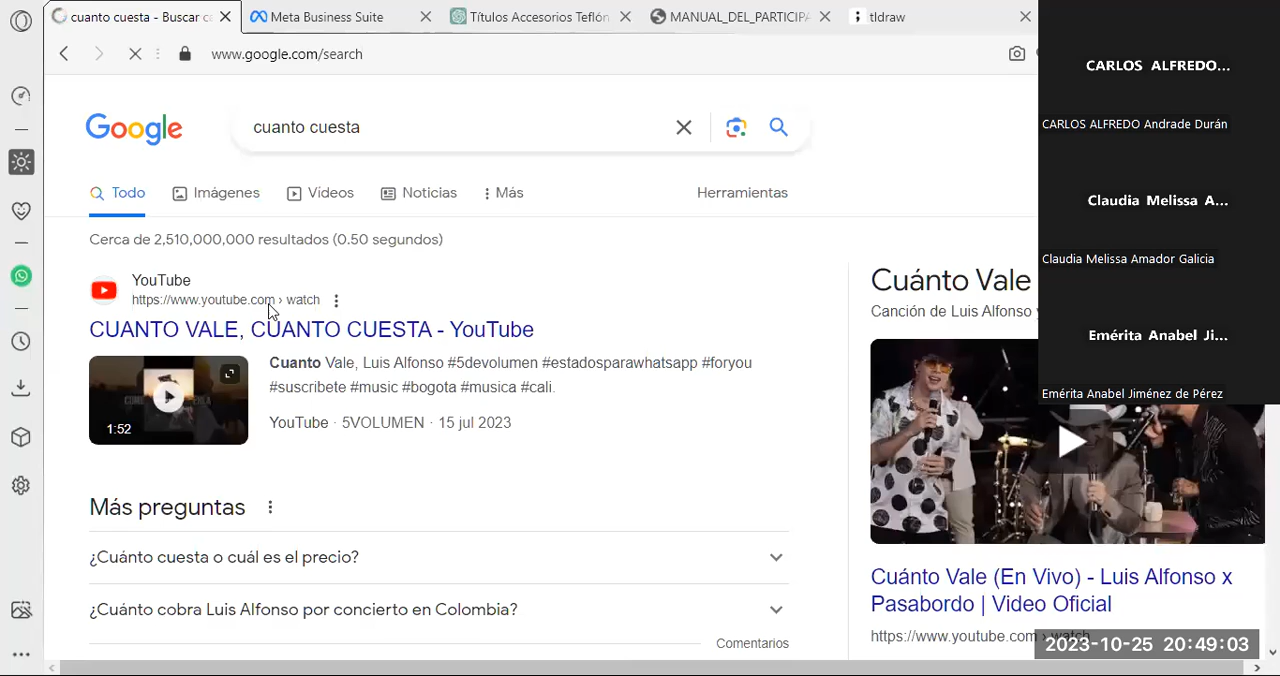 cuanto cuesta - Buscar c
Meta Business Suite
Títulos Accesorios Teflón
MANUAL_DEL_PARTICIPA
tldraw
www.google.com/search
Google
cuanto cuesta
Todo
Imágenes
Videos
Noticias
Más
Herramientas
Cerca de 2,510,000,000 resultados (0.50 segundos)
YouTube
https://www.youtube.com › watch
CUANTO VALE, CUANTO CUESTA - YouTube
1:52
Cuanto Vale, Luis Alfonso #5devolumen #estadosparawhatsapp #foryou
#suscribete #music #bogota #musica #cali.
YouTube · 5VOLUMEN · 15 jul 2023
Más preguntas
¿Cuánto cuesta o cuál es el precio?
¿Cuánto cobra Luis Alfonso por concierto en Colombia?
Comentarios
Cuánto Vale
Canción de Luis Alfonso y
Cuánto Vale (En Vivo) - Luis Alfonso x
Pasabordo | Video Oficial
https://www.youtube.com › watch
CARLOS ALFREDO...
CARLOS ALFREDO Andrade Durán
Claudia Melissa A...
Claudia Melissa Amador Galicia
Emérita Anabel Ji...
Emérita Anabel Jiménez de Pérez
2023-10-25 20:49:03